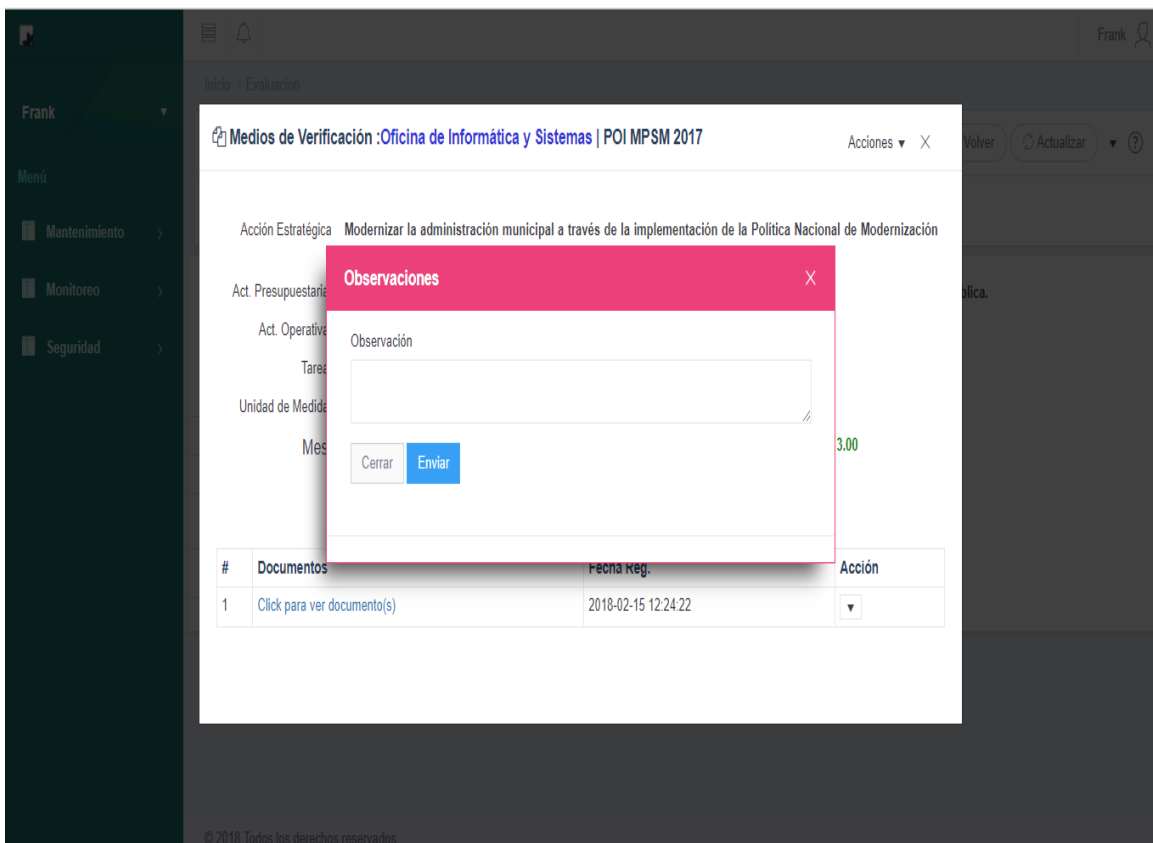 Frank
Inicio > Evaluacion
Frank
Medios de Verificación :Oficina de Informática y Sistemas | POI MPSM 2017
Acciones
Volver
Actualizar
Menú
Mantenimiento
Monitoreo
Seguridad
Acción Estratégica Modernizar la administración municipal a través de la implementación de la Política Nacional de Modernización
Act. Presupuestaria
blica.
Act. Operativa
Tarea
Unidad de Medida
Mes
3.00
Observaciones
Observación
Cerrar Enviar
# Documentos Fecha Reg. Acción
1 Click para ver documento(s) 2018-02-15 12:24:22
© 2018 Todos los derechos reservados